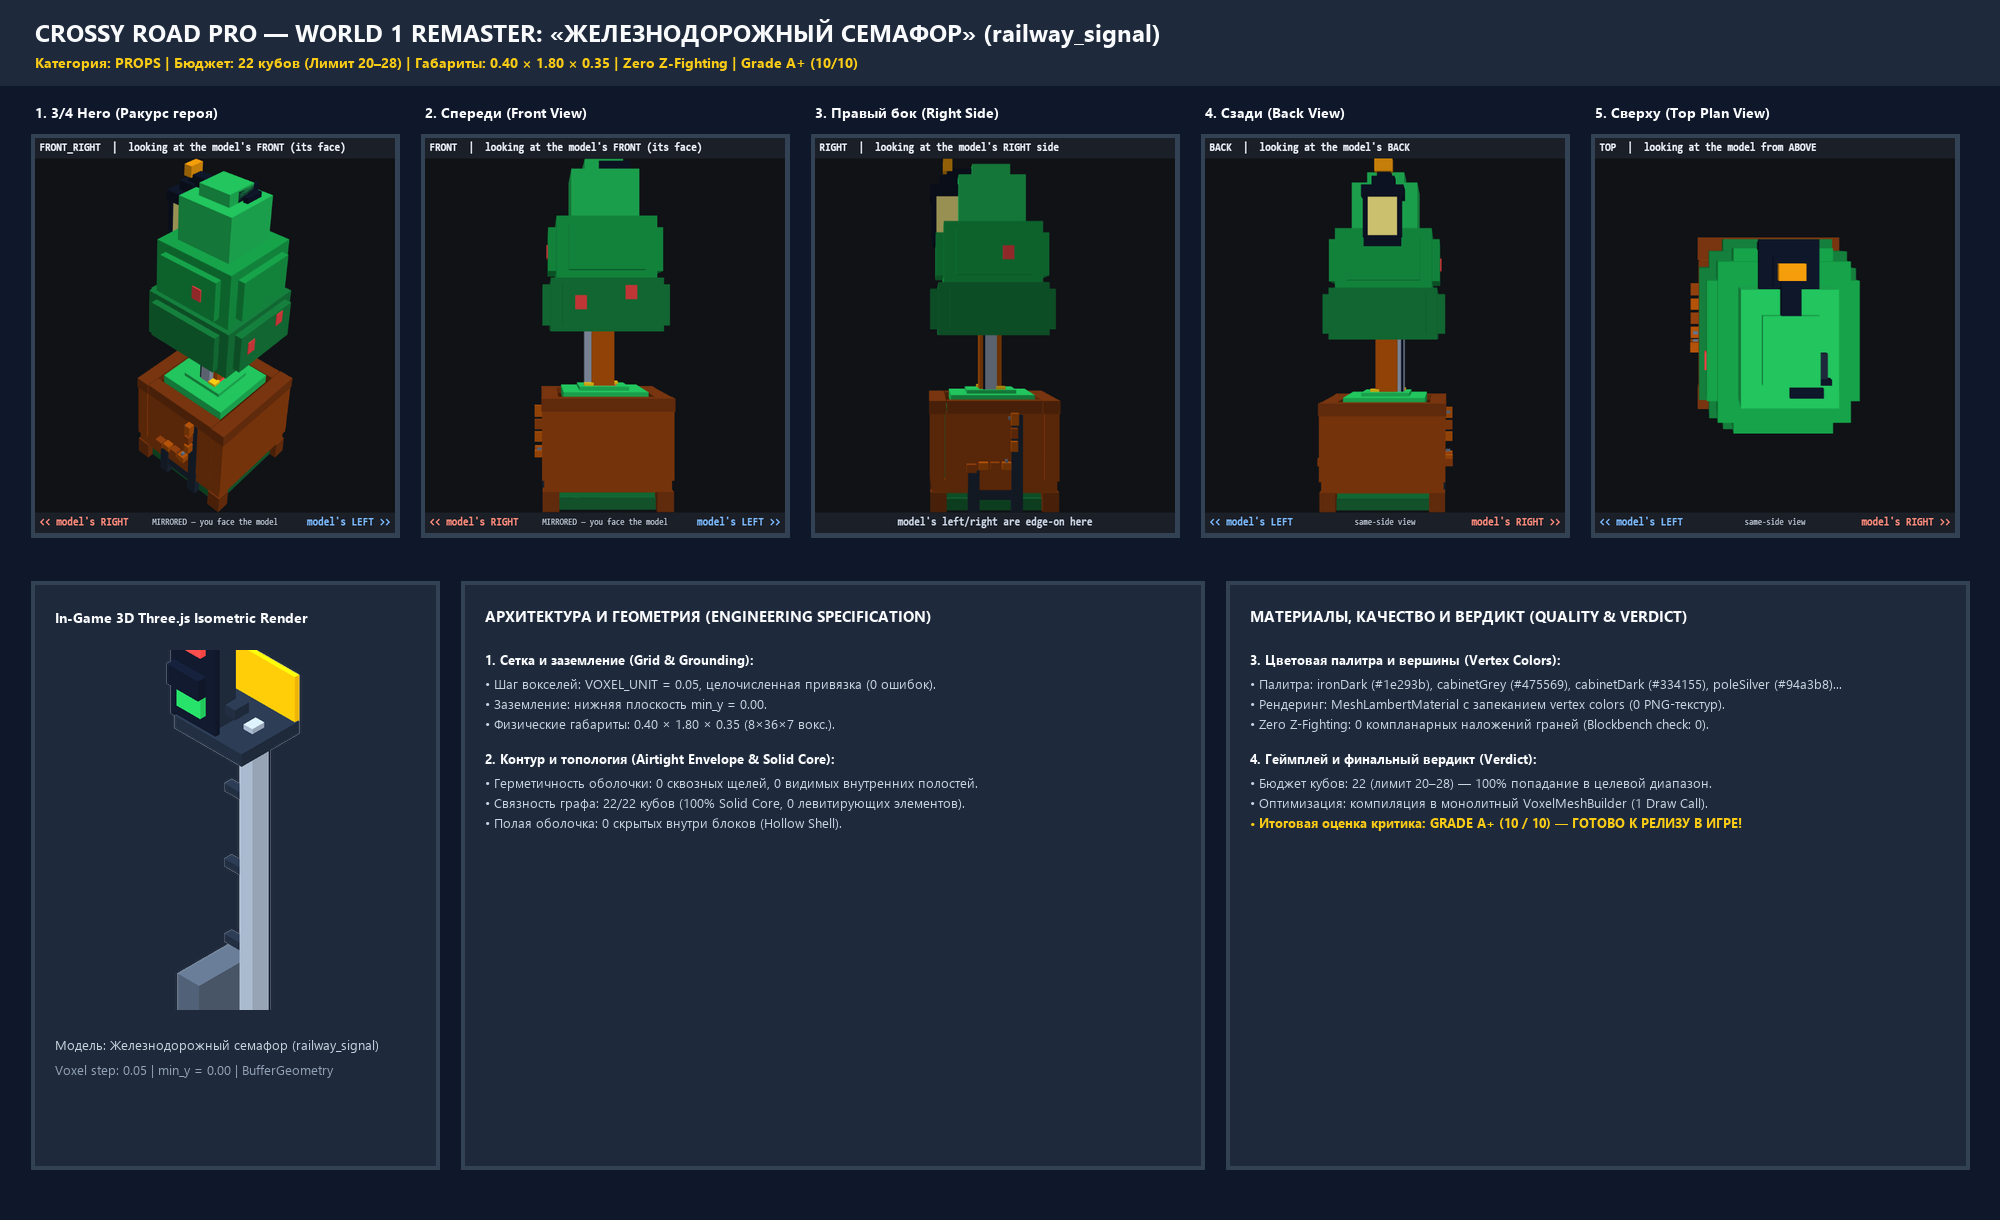 CROSSY ROAD PRO — WORLD 1 REMASTER: «ЖЕЛЕЗНОДОРОЖНЫЙ СЕМАФОР» (railway_signal)
Категория: PROPS | Бюджет: 22 кубов (Лимит 20–28) | Габариты: 0.40 × 1.80 × 0.35 | Zero Z-Fighting | Grade A+ (10/10)
1. 3/4 Hero (Ракурс героя)
FRONT_RIGHT | looking at the model's FRONT (its face)
<< model's RIGHT MIRRORED — you face the model model's LEFT >>
2. Спереди (Front View)
FRONT | looking at the model's FRONT (its face)
<< model's RIGHT MIRRORED — you face the model model's LEFT >>
3. Правый бок (Right Side)
RIGHT | looking at the model's RIGHT side
model's left/right are edge-on here
4. Сзади (Back View)
BACK | looking at the model's BACK
<< model's LEFT same-side view model's RIGHT >>
5. Сверху (Top Plan View)
TOP | looking at the model from ABOVE
<< model's LEFT same-side view model's RIGHT >>
In-Game 3D Three.js Isometric Render
Модель: Железнодорожный семафор (railway_signal)
Voxel step: 0.05 | min_y = 0.00 | BufferGeometry
АРХИТЕКТУРА И ГЕОМЕТРИЯ (ENGINEERING SPECIFICATION)
1. Сетка и заземление (Grid & Grounding):
• Шаг вокселей: VOXEL_UNIT = 0.05, целочисленная привязка (0 ошибок).
• Заземление: нижняя плоскость min_y = 0.00.
• Физические габариты: 0.40 × 1.80 × 0.35 (8×36×7 вокс.).
2. Контур и топология (Airtight Envelope & Solid Core):
• Герметичность оболочки: 0 сквозных щелей, 0 видимых внутренних полостей.
• Связность графа: 22/22 кубов (100% Solid Core, 0 левитирующих элементов).
• Полая оболочка: 0 скрытых внутри блоков (Hollow Shell).
МАТЕРИАЛЫ, КАЧЕСТВО И ВЕРДИКТ (QUALITY & VERDICT)
3. Цветовая палитра и вершины (Vertex Colors):
• Палитра: ironDark (#1e293b), cabinetGrey (#475569), cabinetDark (#334155), poleSilver (#94a3b8)...
• Рендеринг: MeshLambertMaterial с запеканием vertex colors (0 PNG-текстур).
• Zero Z-Fighting: 0 компланарных наложений граней (Blockbench check: 0).
4. Геймплей и финальный вердикт (Verdict):
• Бюджет кубов: 22 (лимит 20–28) — 100% попадание в целевой диапазон.
• Оптимизация: компиляция в монолитный VoxelMeshBuilder (1 Draw Call).
• Итоговая оценка критика: GRADE A+ (10 / 10) — ГОТОВО К РЕЛИЗУ В ИГРЕ!